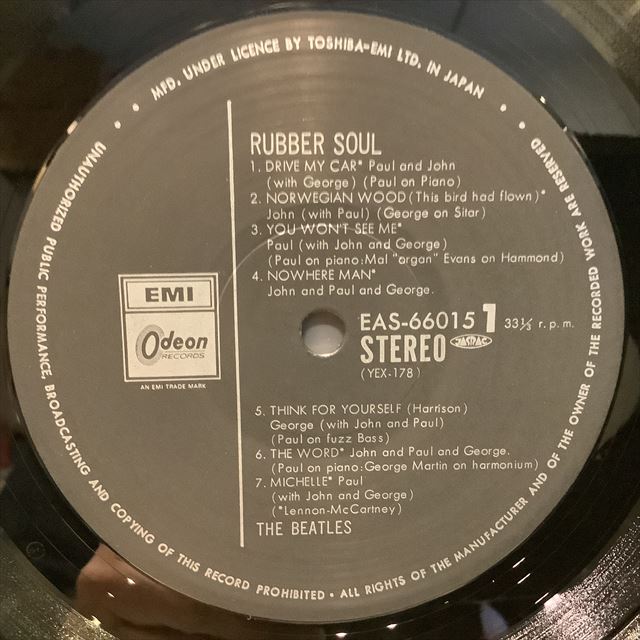 MFD. UNDER LICENCE BY TOSHIBA-EMI LTD. IN JAPAN
RUBBER SOUL
1. DRIVE MY CAR* Paul and John
(with George) (Paul on Piano)
2. NORWEGIAN WOOD (This bird had flown)*
John (with Paul) (George on Sitar)
3. YOU WON'T SEE ME*
Paul (with John and George)
(Paul on piano:Mal "organ" Evans on Hammond)
4. NOWHERE MAN*
John and Paul and George.
EMI
Odeon
RECORDS
AN EMI TRADE MARK
EAS-66015 1 33⅓ r.p.m.
STEREO JASRAC
(YEX-178)
5. THINK FOR YOURSELF (Harrison)
George (with John and Paul)
(Paul on fuzz Bass)
6. THE WORD* John and Paul and George.
(Paul on piano:George Martin on harmonium)
7. MICHELLE* Paul
(with John and George)
(*Lennon-McCartney)
THE BEATLES
UNAUTHORIZED PUBLIC PERFORMANCE, BROADCASTING AND COPYING OF THIS RECORD PROHIBITED • ALL RIGHTS OF THE MANUFACTURER AND OF THE OWNER OF THE RECORDED WORK ARE RESERVED